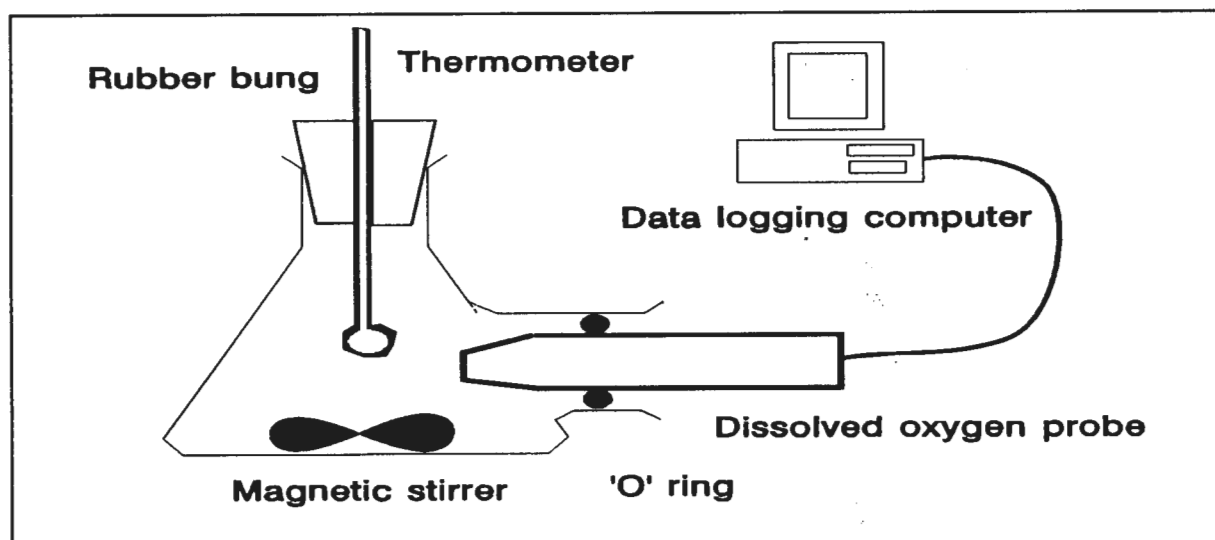 Rubber bung
Thermometer
Data logging computer
Dissolved oxygen probe
Magnetic stirrer
'O' ring